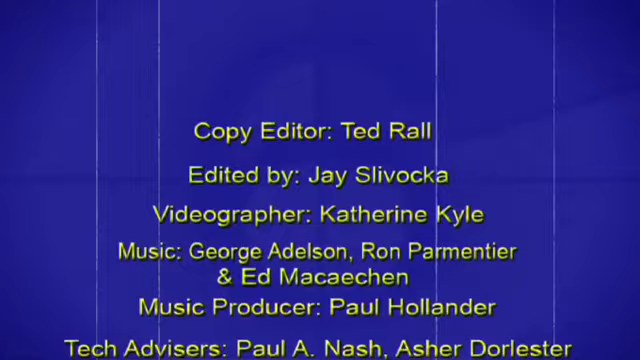 Copy Editor: Ted Rall
Edited by: Jay Slivocka
Videographer: Katherine Kyle
Music: George Adelson, Ron Parmentier
& Ed Macaechen
Music Producer: Paul Hollander
Tech Advisers: Paul A. Nash, Asher Dorlester